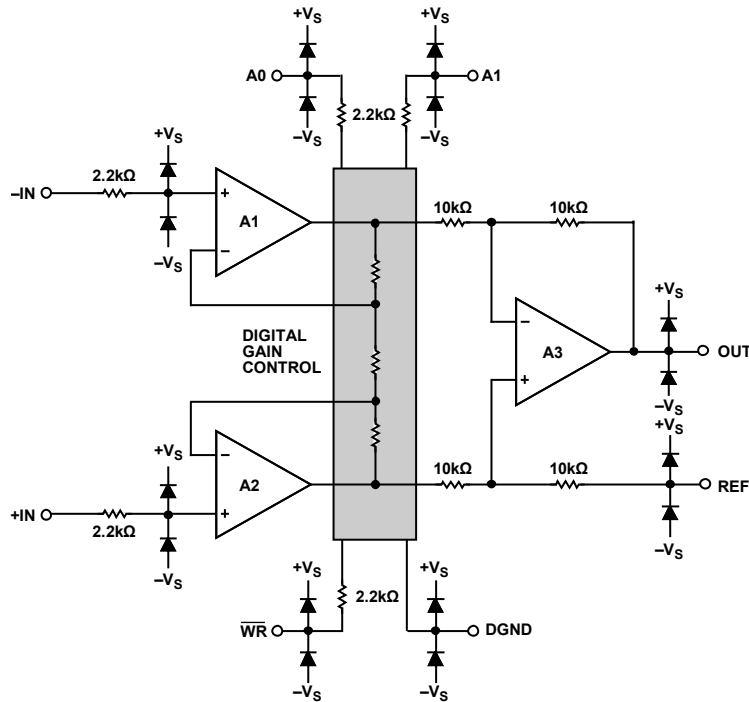 +VS
+VS
A0
A1
2.2kΩ
–VS
–VS
+VS
2.2kΩ
–IN
+
A1
–
–VS
10kΩ
10kΩ
DIGITAL
GAIN
CONTROL
+VS
–
A3
+
OUT
–VS
+VS
–
A2
+
+VS
+IN
2.2kΩ
–VS
10kΩ
10kΩ
REF
–VS
+VS
+VS
2.2kΩ
WR
DGND
–VS
–VS